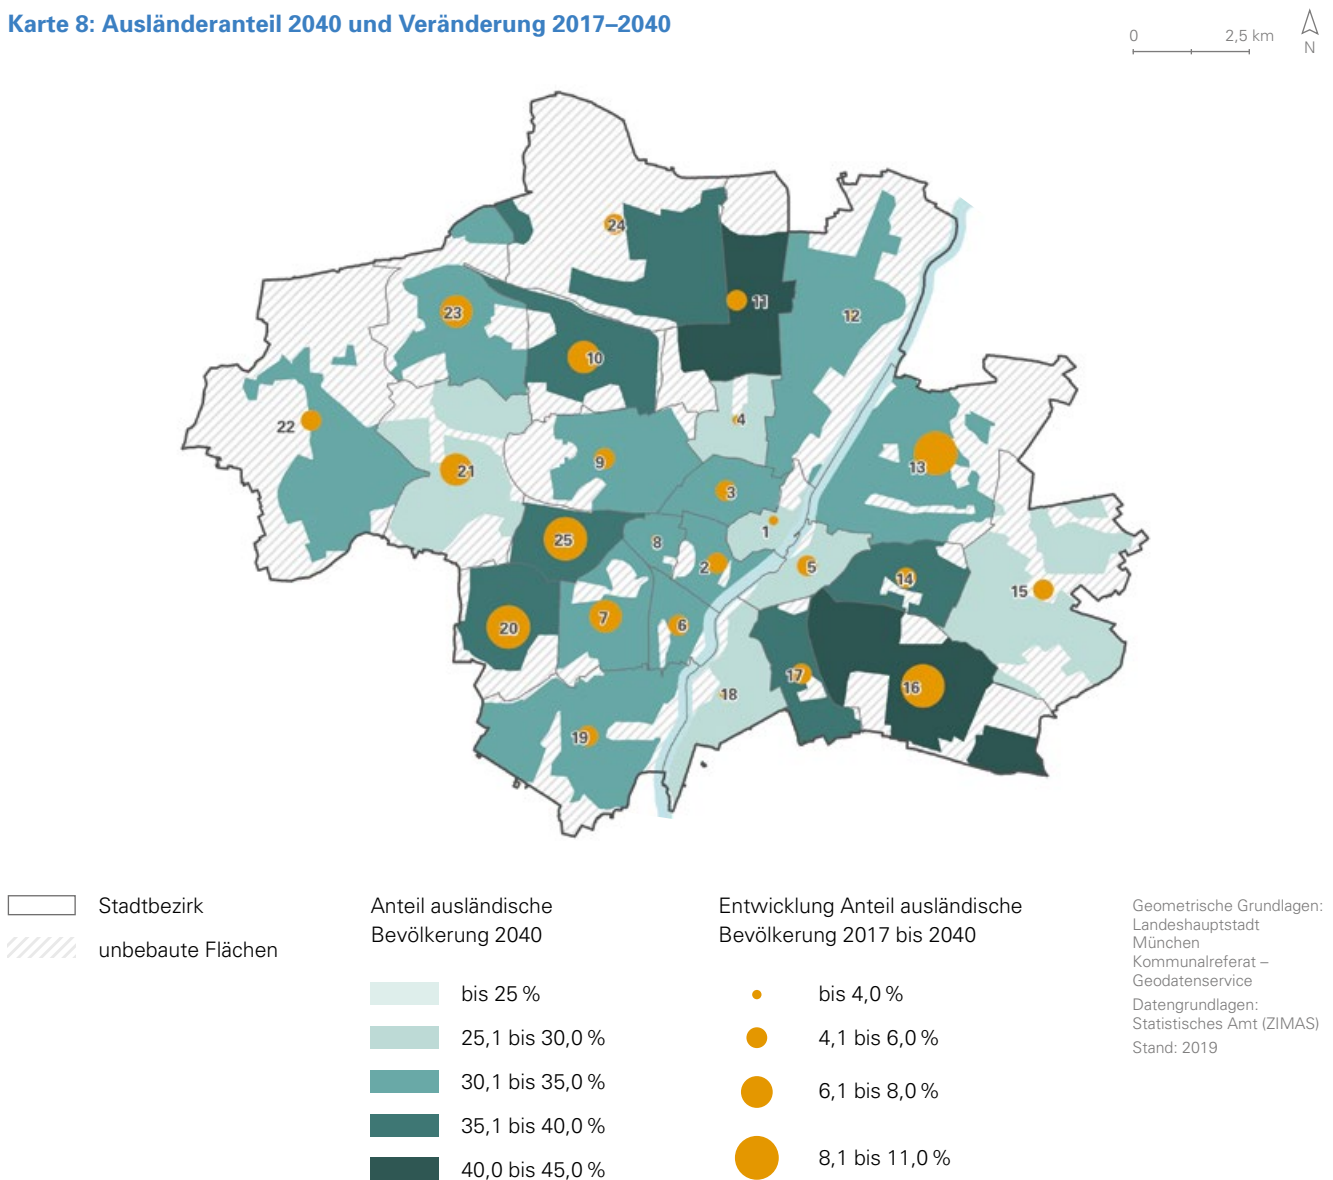 Karte 8: Ausländeranteil 2040 und Veränderung 2017–2040
0 2,5 km
N
24
11
12
23
10
22
4
21
9
13
3
1
25
8
2
5
14
15
20
7
6
17
16
18
19
Stadtbezirk
unbebaute Flächen
Anteil ausländische
Bevölkerung 2040
bis 25 %
25,1 bis 30,0 %
30,1 bis 35,0 %
35,1 bis 40,0 %
40,0 bis 45,0 %
Entwicklung Anteil ausländische
Bevölkerung 2017 bis 2040
bis 4,0 %
4,1 bis 6,0 %
6,1 bis 8,0 %
8,1 bis 11,0 %
Geometrische Grundlagen:
Landeshauptstadt
München
Kommunalreferat –
Geodatenservice
Datengrundlagen:
Statistisches Amt (ZIMAS)
Stand: 2019